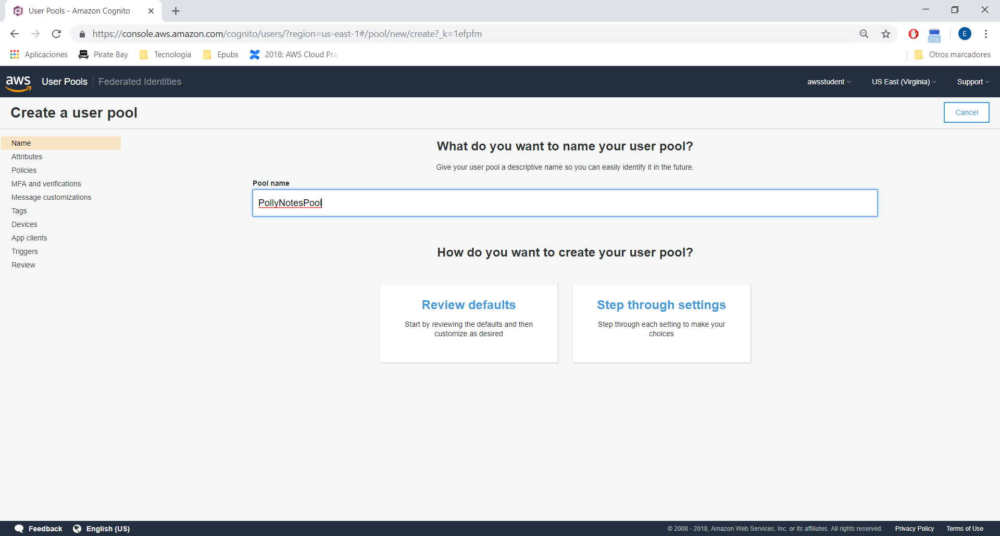 User Pools - Amazon Cognito
https://console.aws.amazon.com/cognito/users/?region=us-east-1#/pool/new/create?_k=1efpfm
21h
E
Aplicaciones
Pirate Bay
Tecnologia
Epubs
2018: AWS Cloud Pra
Otros marcadores
aws
User Pools
Federated Identities
awsstudent
US East (Virginia)
Support
Create a user pool
Cancel
Name
Attributes
Policies
MFA and verifications
Message customizations
Tags
Devices
App clients
Triggers
Review
What do you want to name your user pool?
Give your user pool a descriptive name so you can easily identify it in the future.
Pool name
PollyNotesPool
How do you want to create your user pool?
Review defaults
Start by reviewing the defaults and then
customize as desired
Step through settings
Step through each setting to make your
choices
Feedback
English (US)
© 2008 - 2018, Amazon Web Services, Inc. or its affiliates. All rights reserved.
Privacy Policy
Terms of Use